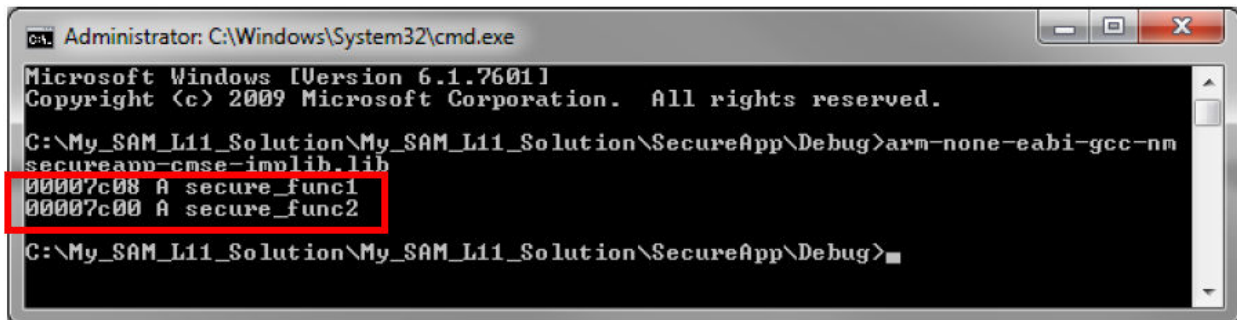 Administrator: C:\Windows\System32\cmd.exe
Microsoft Windows [Version 6.1.7601]
Copyright (c) 2009 Microsoft Corporation.  All rights reserved.
C:\My_SAM_L11_Solution\My_SAM_L11_Solution\SecureApp\Debug>arm-none-eabi-gcc-nm
secureapp-cmse-implib.lib
00007c08 A secure_func1
00007c00 A secure_func2
C:\My_SAM_L11_Solution\My_SAM_L11_Solution\SecureApp\Debug>